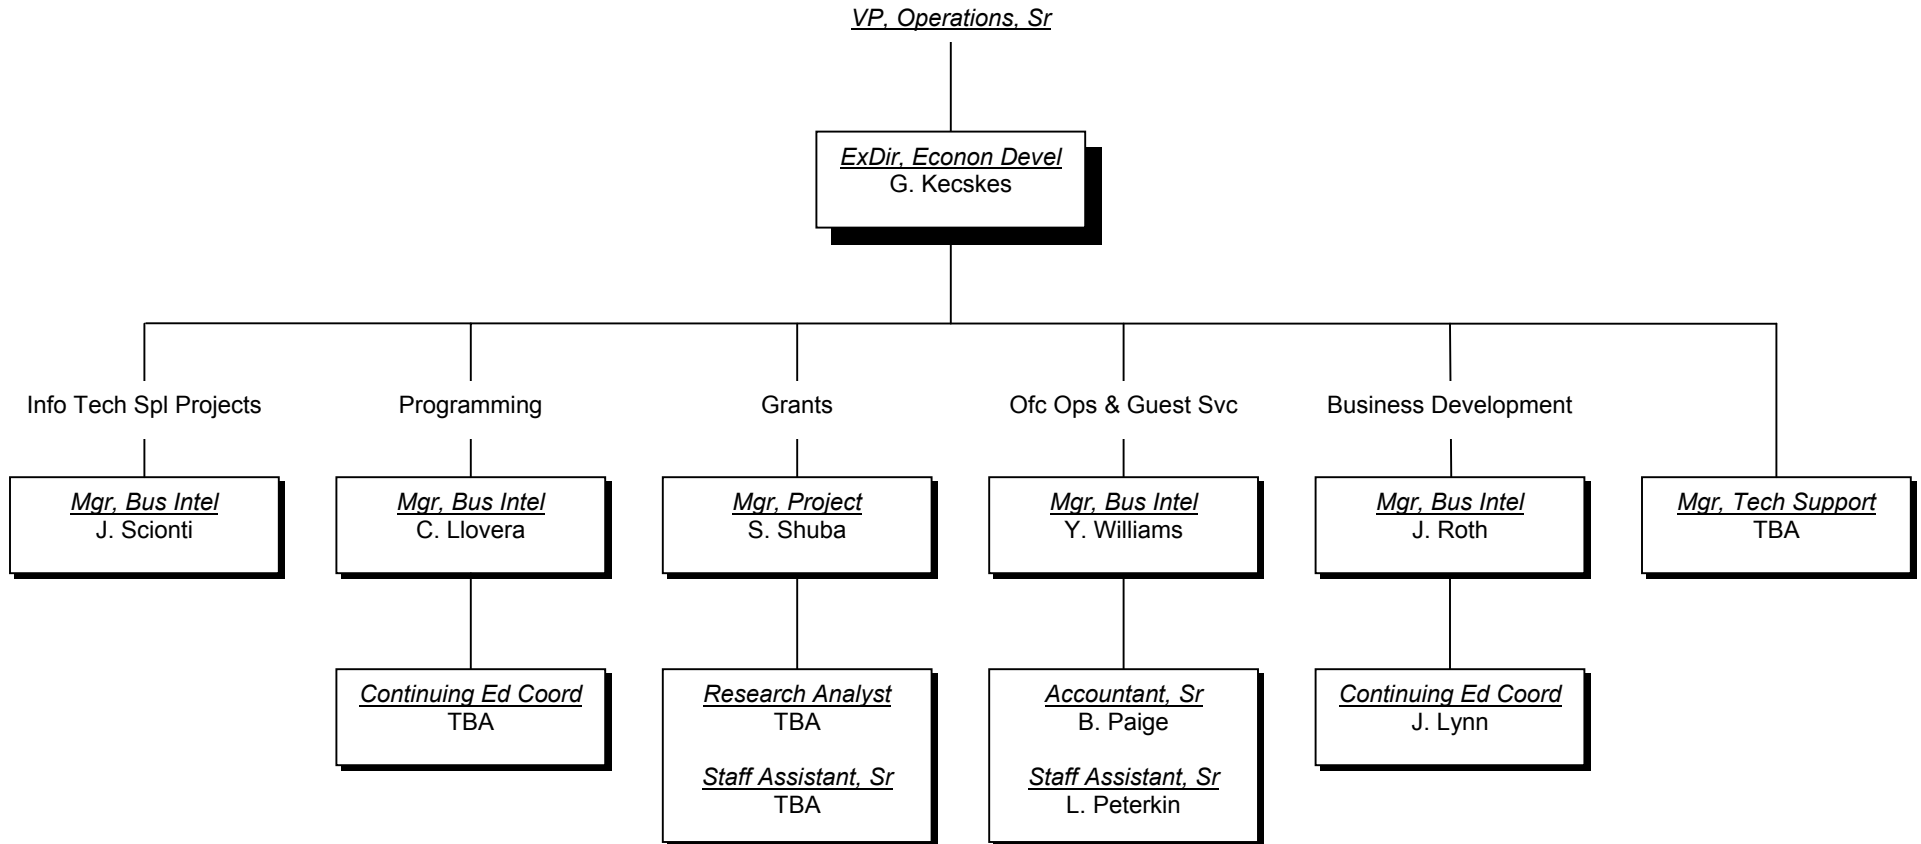 VP, Operations, Sr
ExDir, Econon Devel
G. Kecskes
Info Tech Spl Projects
Programming
Grants
Ofc Ops & Guest Svc
Business Development
Mgr, Bus Intel
J. Scionti
Mgr, Bus Intel
C. Llovera
Mgr, Project
S. Shuba
Mgr, Bus Intel
Y. Williams
Mgr, Bus Intel
J. Roth
Mgr, Tech Support
TBA
Continuing Ed Coord
TBA
Research Analyst
TBA
Staff Assistant, Sr
TBA
Accountant, Sr
B. Paige
Staff Assistant, Sr
L. Peterkin
Continuing Ed Coord
J. Lynn